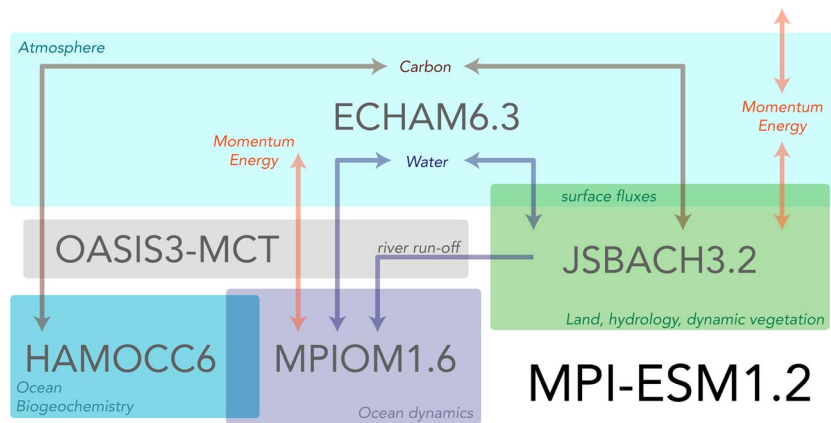 Atmosphere
Carbon
ECHAM6.3
Momentum
Energy
Momentum
Energy
Water
surface fluxes
OASIS3-MCT
river run-off
JSBACH3.2
Land, hydrology, dynamic vegetation
HAMOCC6
MPIOM1.6
MPI-ESM1.2
Ocean
Biogeochemistry
Ocean dynamics